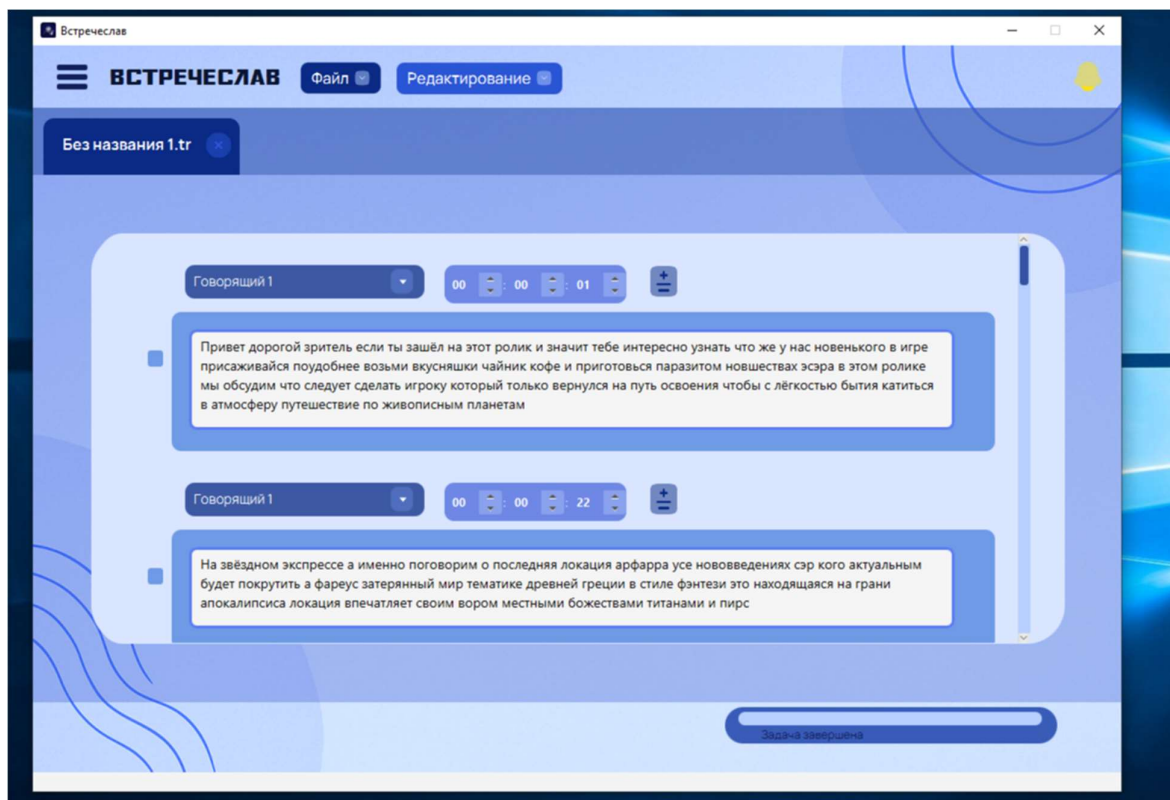 Встречеслав
ВСТРЕЧЕСЛАВ
Файл
Редактирование
Без названия 1.tr
Говорящий 1
00 : 00 : 01
Привет дорогой зритель если ты зашёл на этот ролик и значит тебе интересно узнать что же у нас новенького в игре
присаживайся поудобнее возьми вкусняшки чайник кофе и приготовься паразитом новшествах эсэра в этом ролике
мы обсудим что следует сделать игроку который только вернулся на путь освоения чтобы с лёгкостью бытия катиться
в атмосферу путешествие по живописным планетам
Говорящий 1
00 : 00 : 22
На звёздном экспрессе а именно поговорим о последняя локация арфарра усе нововведениях сэр кого актуальным
будет покрутить а фареус затерянный мир тематике древней греции в стиле фэнтези это находящаяся на грани
апокалипсиса локация впечатляет своим вором местными божествами титанами и пирс
Задача завершена